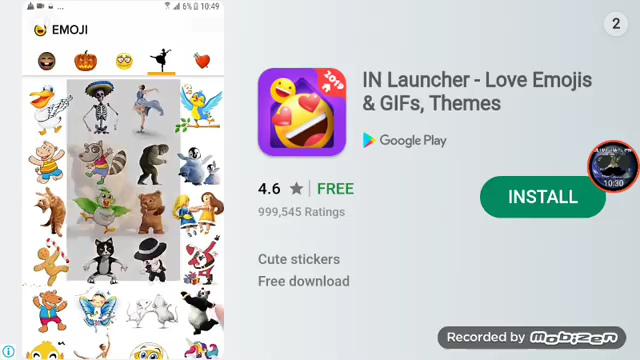 6% 10:49
EMOJI
2
2019
IN Launcher - Love Emojis
& GIFs, Themes
Google Play
4.6 ★ | FREE
999,545 Ratings
INSTALL
10:30
Cute stickers
Free download
Recorded by mobizen